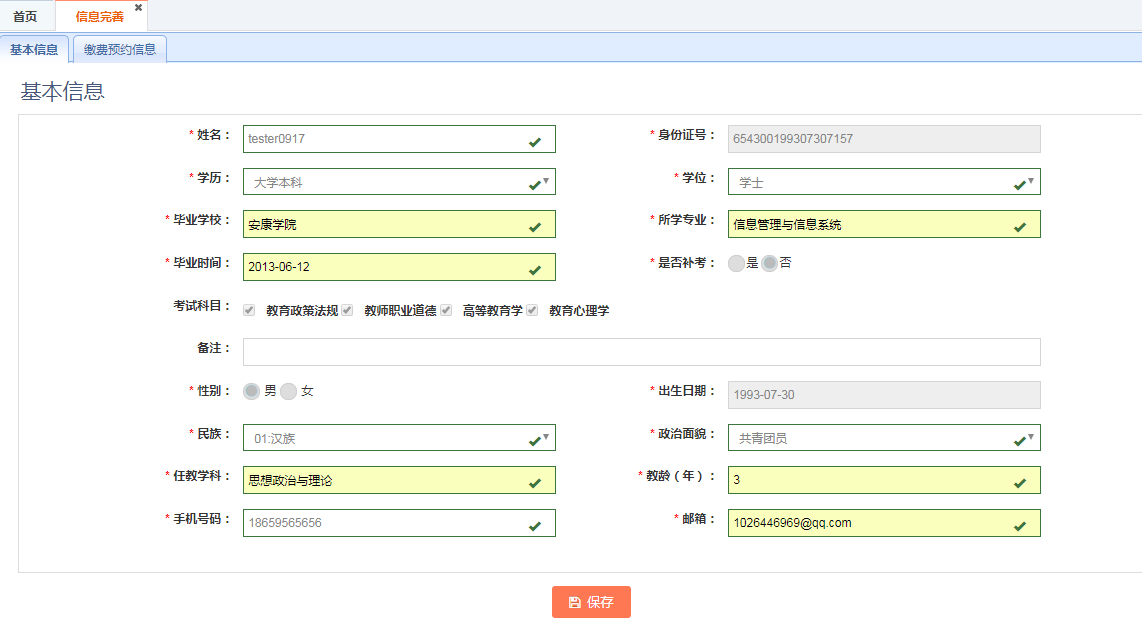 首页 信息完善
基本信息 缴费预约信息
基本信息
* 姓名： tester0917 * 身份证号： 654300199307307157
* 学历： 大学本科 * 学位： 学士
* 毕业学校： 安康学院 * 所学专业： 信息管理与信息系统
* 毕业时间： 2013-06-12 * 是否补考： 是 否
考试科目： 教育政策法规 教师职业道德 高等教育学 教育心理学
备注：
* 性别： 男 女 * 出生日期： 1993-07-30
* 民族： 01:汉族 * 政治面貌： 共青团员
* 任教学科： 思想政治与理论 * 教龄（年）： 3
* 手机号码： 18659565656 * 邮箱： 1026446969@qq.com
保存